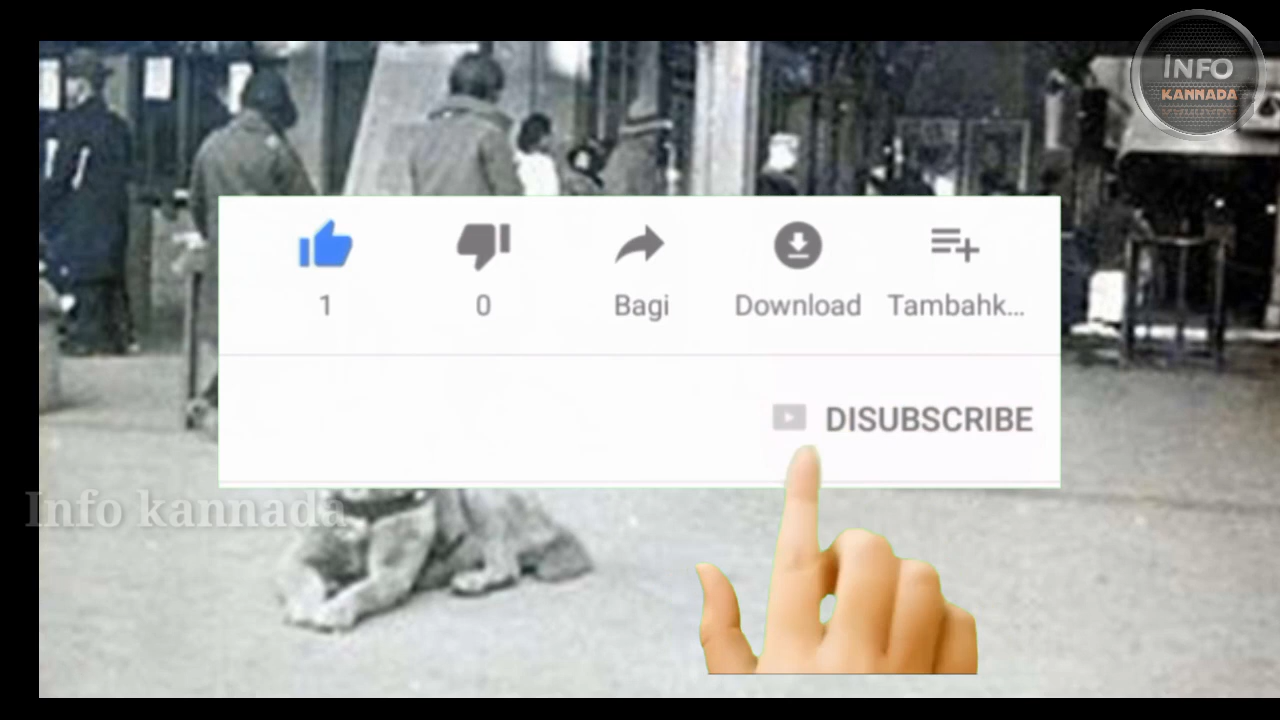 INFO
KANNADA
1
0
Bagi
Download
Tambahk...
DISUBSCRIBE
Info kannada